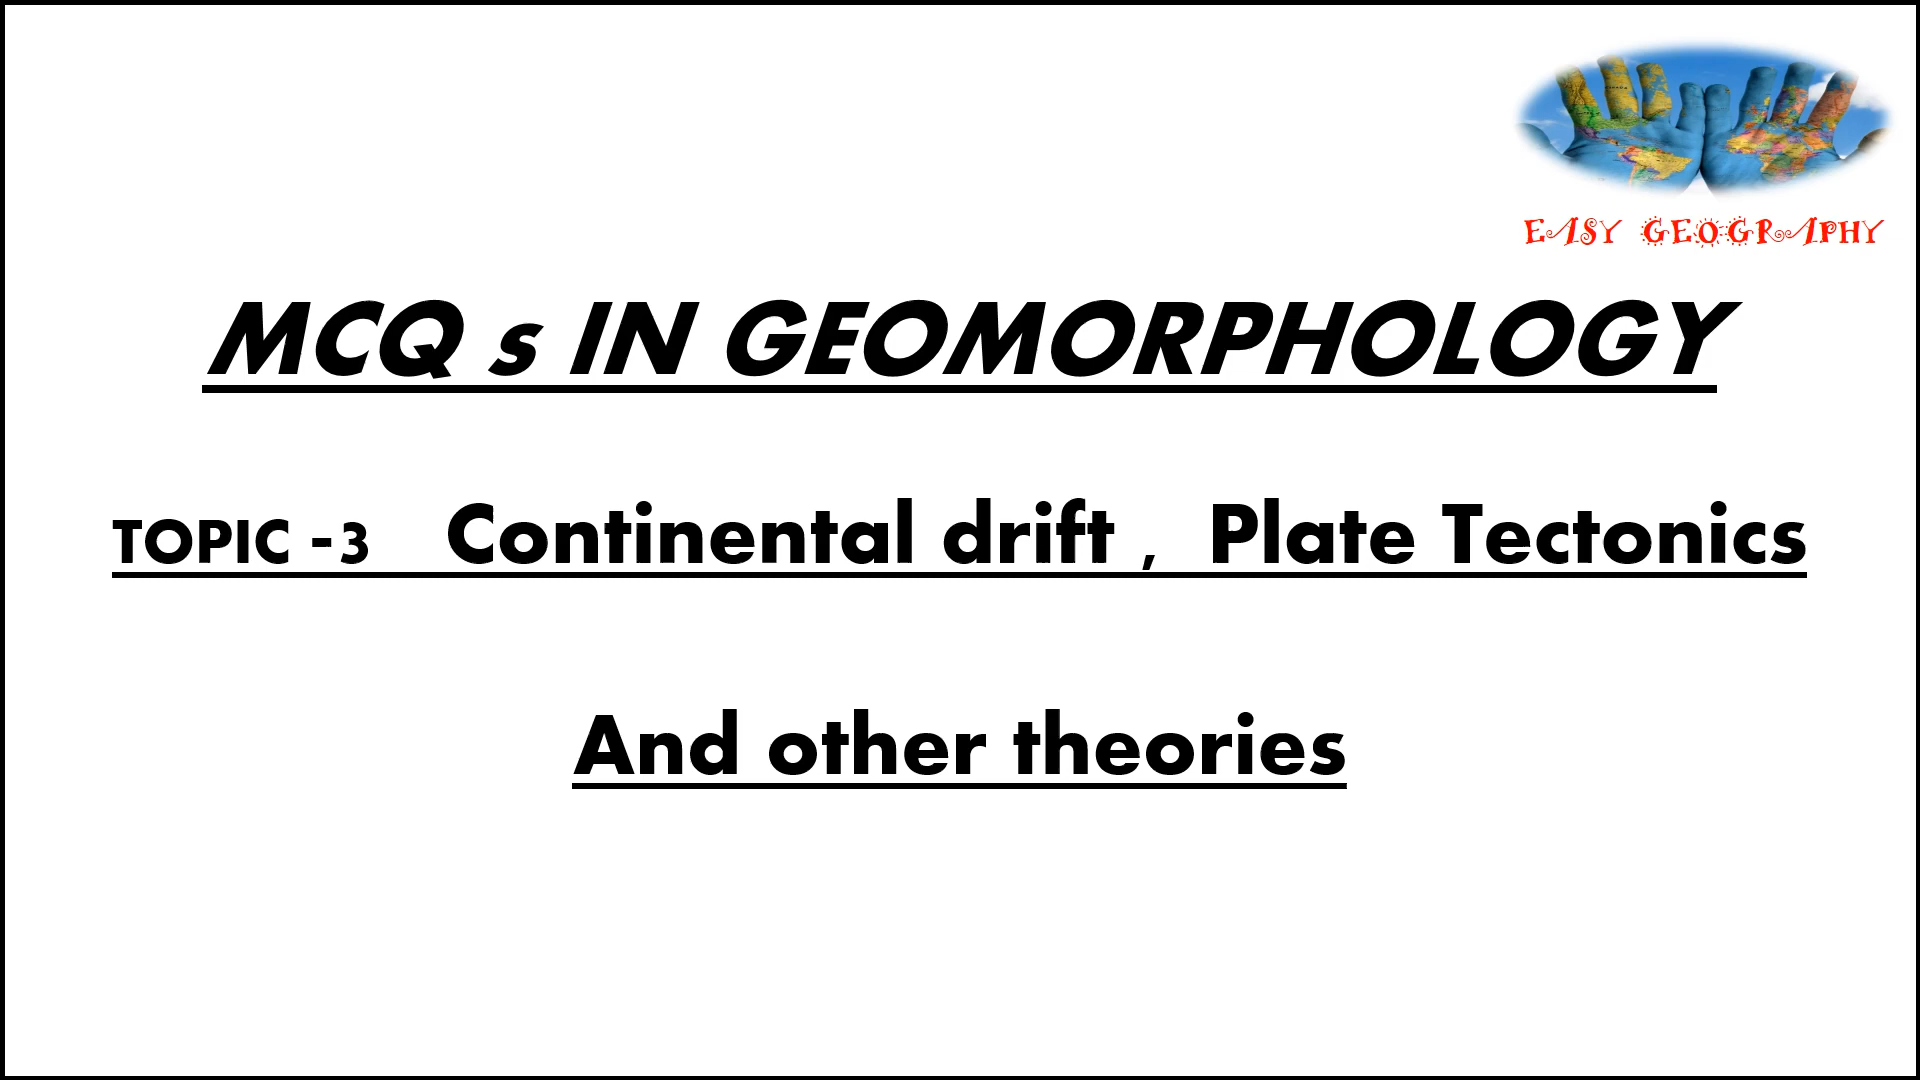 EASY GEOGRAPHY
MCQ s IN GEOMORPHOLOGY
TOPIC -3 Continental drift , Plate Tectonics
And other theories